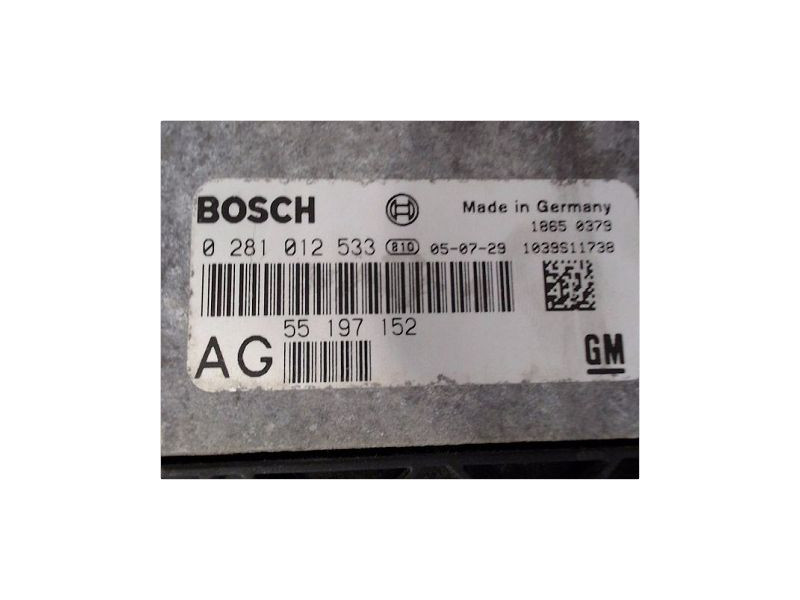 BOSCH Made in Germany
1865 0379
0 281 012 533 810 05-07-29 1039S11738
55 197 152
AG GM